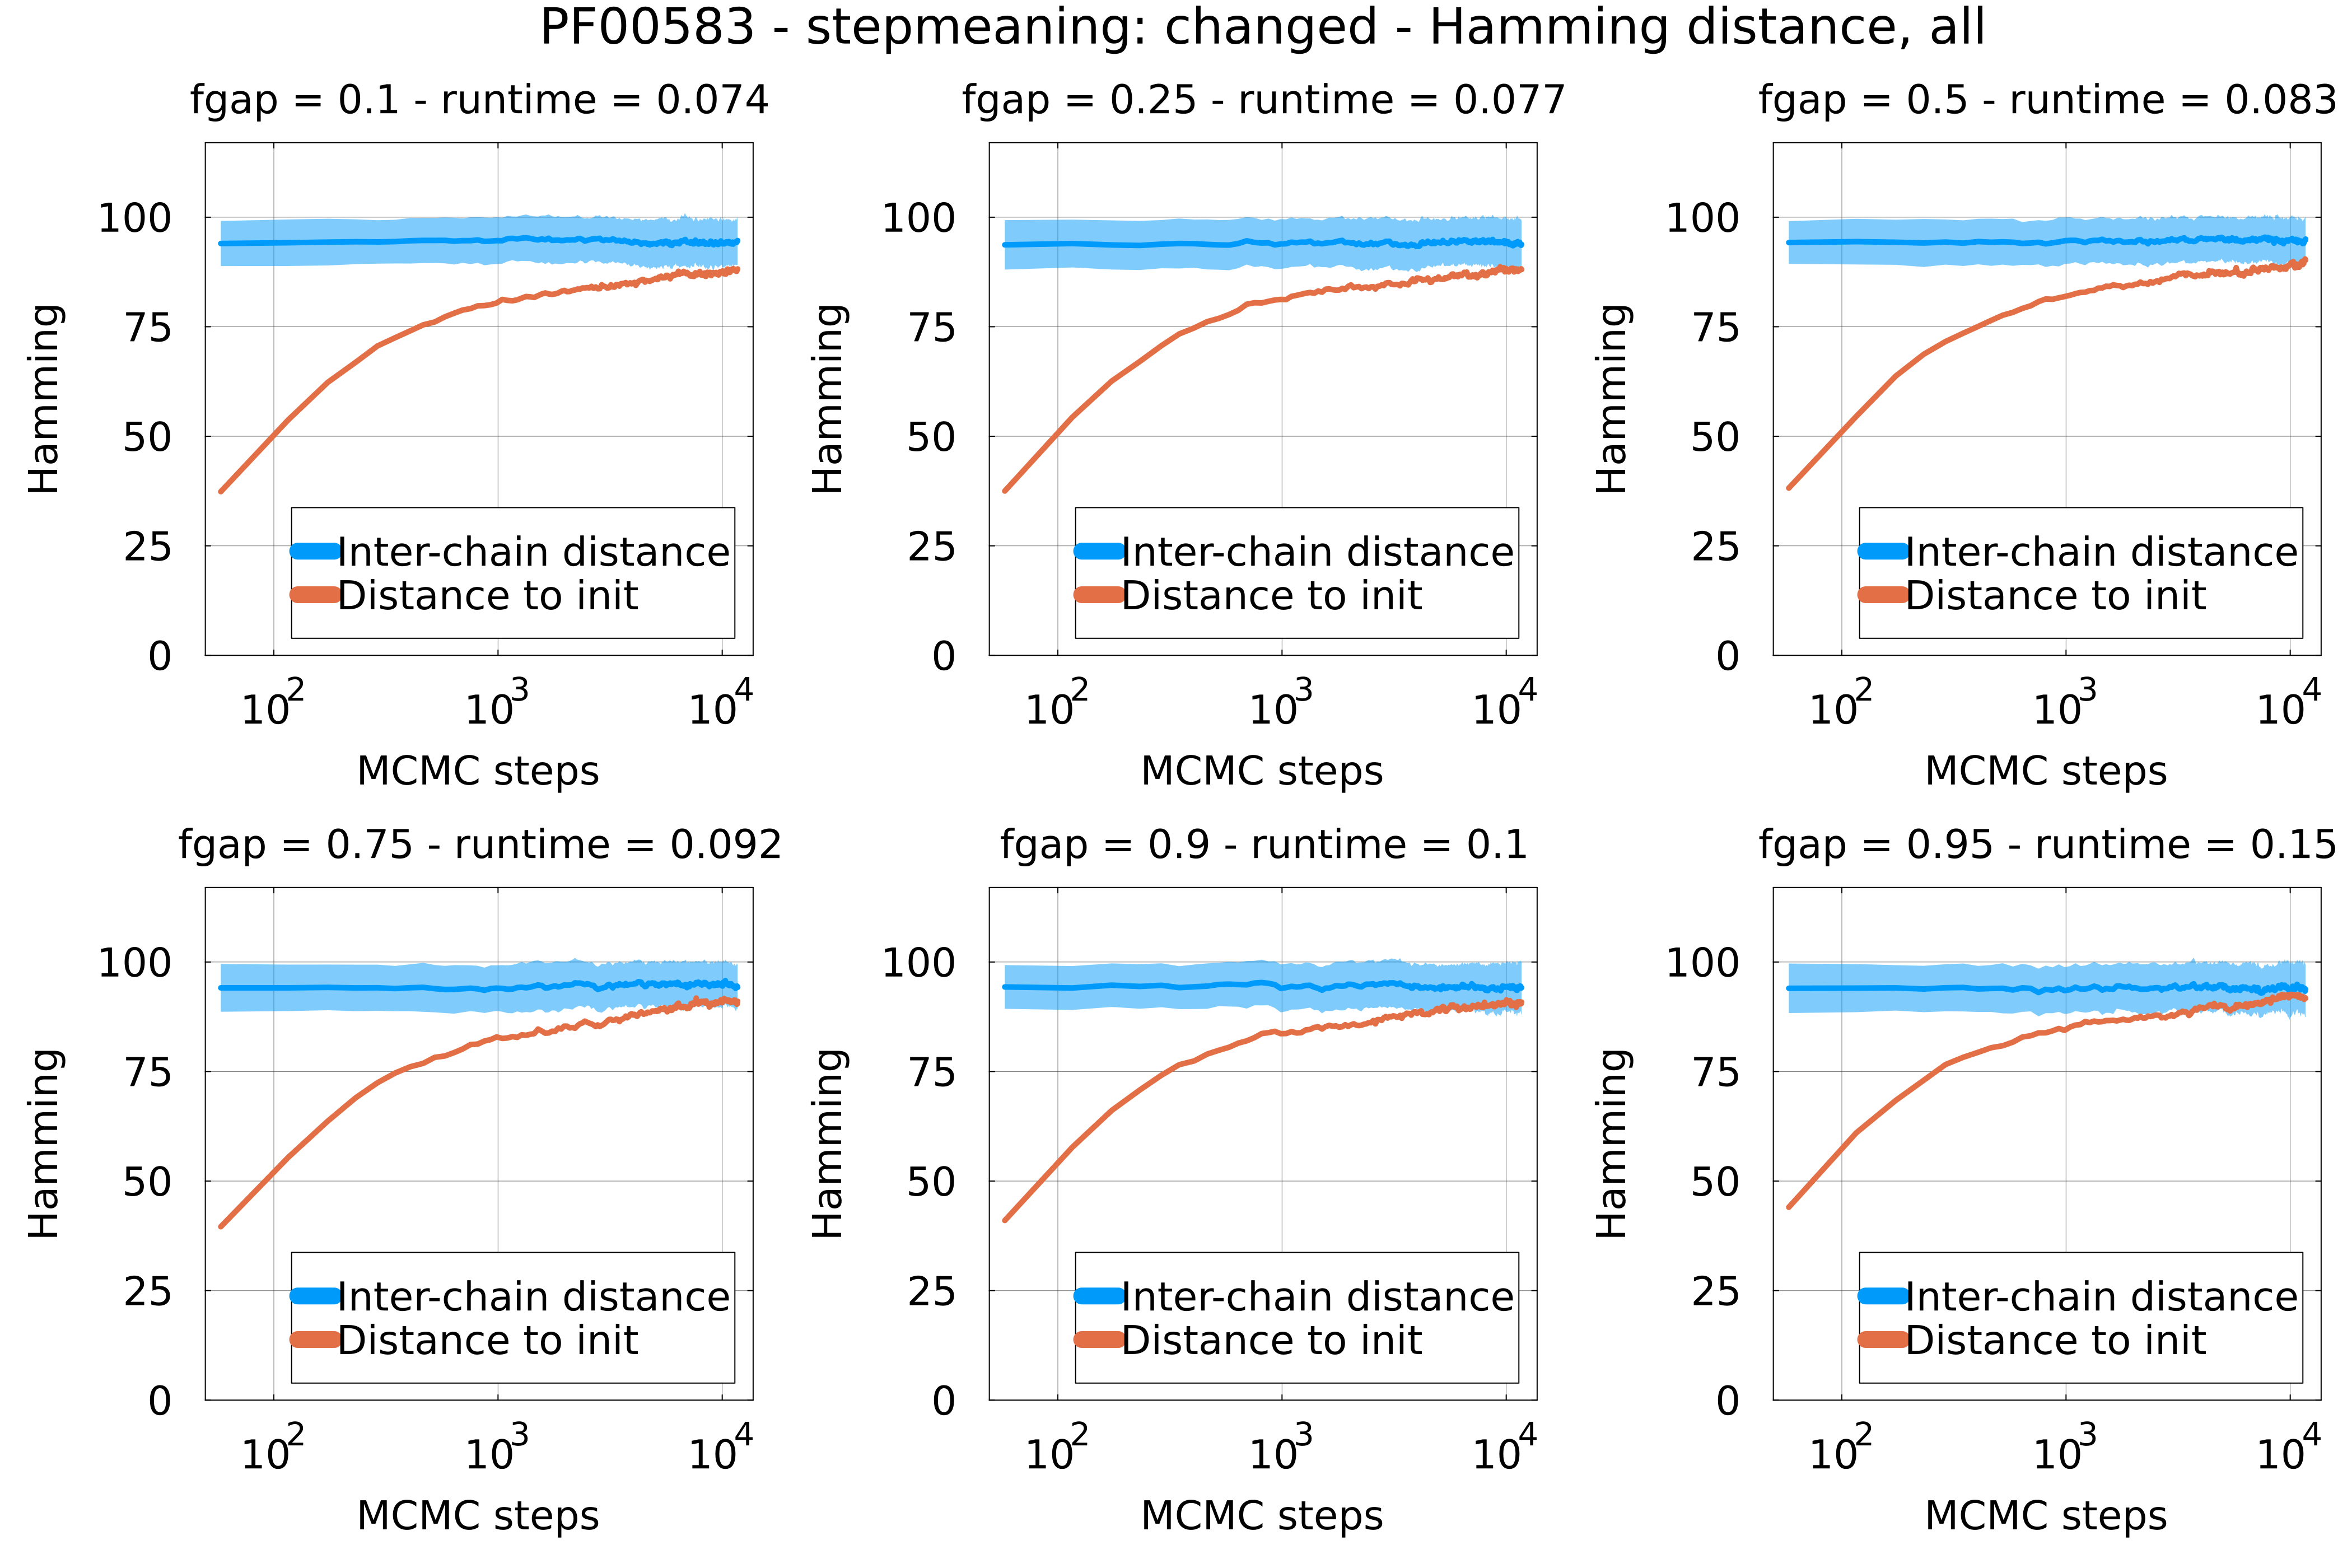 PF00583 - stepmeaning: changed - Hamming distance, all
fgap = 0.1 - runtime = 0.074
100
75
50
25
0
Hamming
Inter-chain distance
Distance to init
10^2
10^3
10^4
MCMC steps
fgap = 0.25 - runtime = 0.077
100
75
50
25
0
Hamming
Inter-chain distance
Distance to init
10^2
10^3
10^4
MCMC steps
fgap = 0.5 - runtime = 0.083
100
75
50
25
0
Hamming
Inter-chain distance
Distance to init
10^2
10^3
10^4
MCMC steps
fgap = 0.75 - runtime = 0.092
100
75
50
25
0
Hamming
Inter-chain distance
Distance to init
10^2
10^3
10^4
MCMC steps
fgap = 0.9 - runtime = 0.1
100
75
50
25
0
Hamming
Inter-chain distance
Distance to init
10^2
10^3
10^4
MCMC steps
fgap = 0.95 - runtime = 0.15
100
75
50
25
0
Hamming
Inter-chain distance
Distance to init
10^2
10^3
10^4
MCMC steps